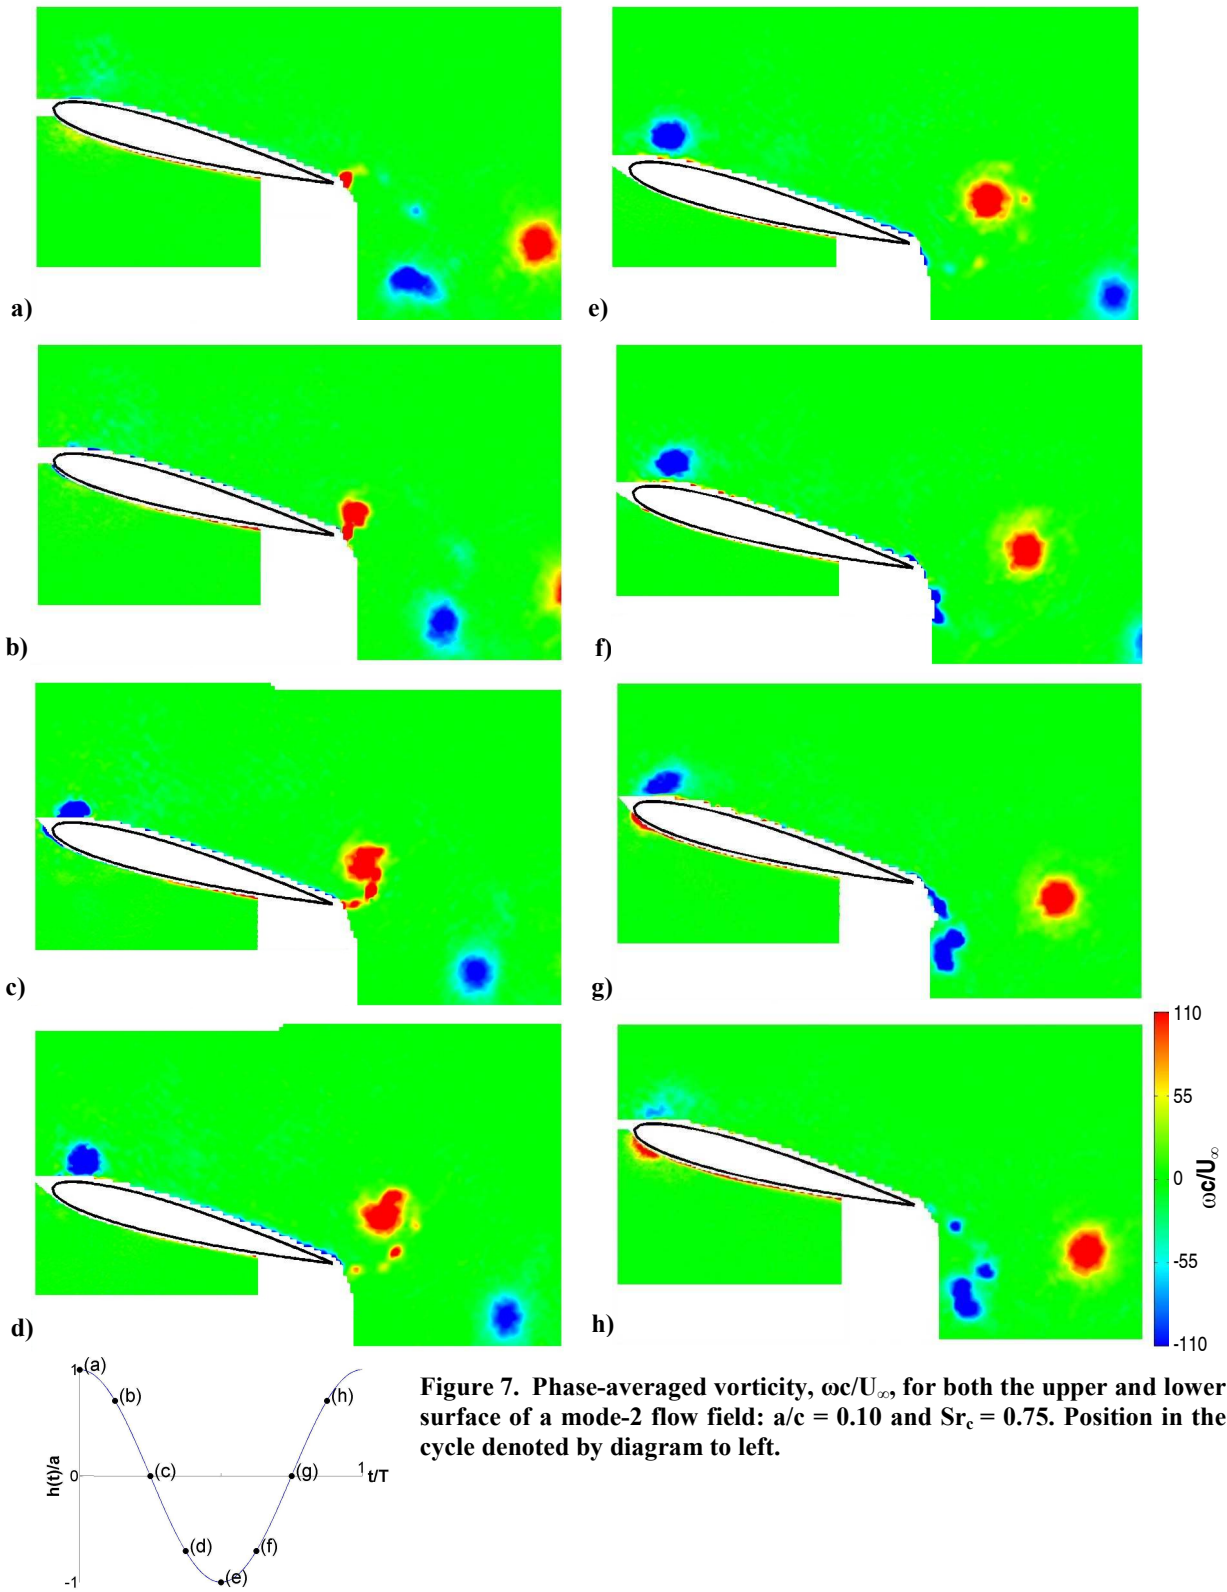 a)
e)
b)
f)
c)
g)
d)
h)
110
55
0
-55
-110
ωc/U∞
1
(a)
(b)
(h)
0
(c)
(g)
1
t/T
h(t)/a
(d)
(f)
-1
(e)
Figure 7. Phase-averaged vorticity, ωc/U∞, for both the upper and lower
surface of a mode-2 flow field: a/c = 0.10 and Src = 0.75. Position in the
cycle denoted by diagram to left.